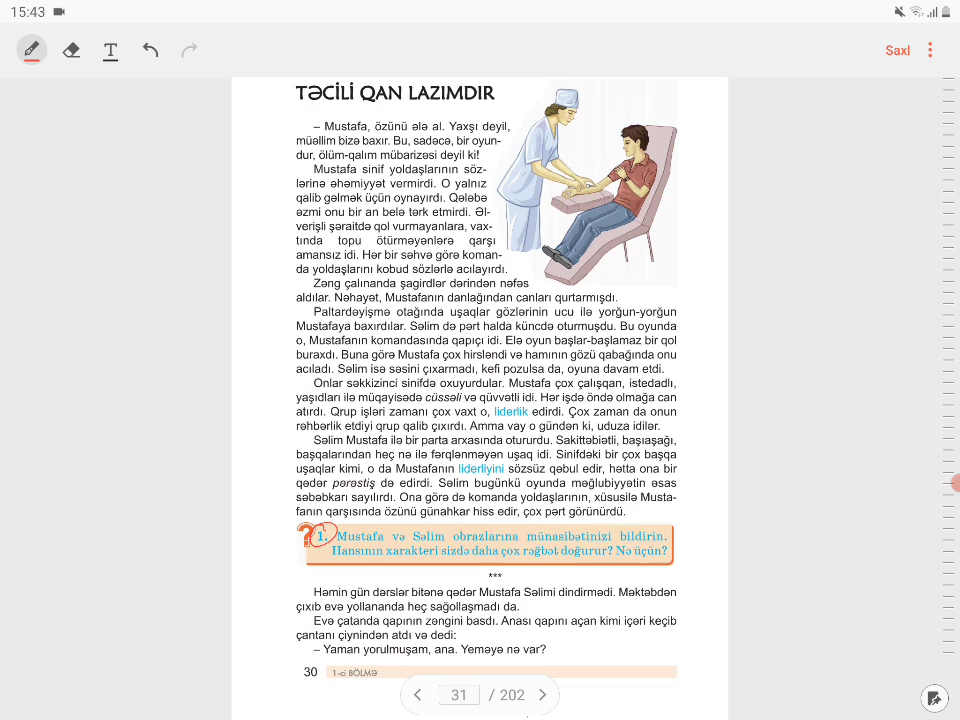 15:43
T
Saxl
TƏCİLİ QAN LAZIMDIR
– Mustafa, özünü ələ al. Yaxşı deyil,
müəllim bizə baxır. Bu, sadəcə, bir oyun-
dur, ölüm-qalım mübarizəsi deyil ki!
Mustafa sinif yoldaşlarının söz-
lərinə əhəmiyyət vermirdi. O yalnız
qalib gəlmək üçün oynayırdı. Qələbə
əzmi onu bir an belə tərk etmirdi. Əl-
verişli şəraitdə qol vurmayanlara, vax-
tında topu ötürməyənlərə qarşı
amansız idi. Hər bir səhvə görə koman-
da yoldaşlarını kobud sözlərlə acılayırdı.
Zəng çalınanda şagirdlər dərindən nəfəs
aldılar. Nəhayət, Mustafanın danlağından canları qurtarmışdı.
Paltardəyişmə otağında uşaqlar gözlərinin ucu ilə yorğun-yorğun
Mustafaya baxırdılar. Səlim də pərt halda küncdə oturmuşdu. Bu oyunda
o, Mustafanın komandasında qapıçı idi. Elə oyun başlar-başlamaz bir qol
buraxdı. Buna görə Mustafa çox hirsləndi və hamının gözü qabağında onu
acıladı. Səlim isə səsini çıxarmadı, kefi pozulsa da, oyuna davam etdi.
Onlar səkkizinci sinifdə oxuyurdular. Mustafa çox çalışqan, istedadlı,
yaşıdları ilə müqayisədə cüssəli və qüvvətli idi. Hər işdə öndə olmağa can
atırdı. Qrup işləri zamanı çox vaxt o, liderlik edirdi. Çox zaman da onun
rəhbərlik etdiyi qrup qalib çıxırdı. Amma vay o gündən ki, uduza idilər.
Səlim Mustafa ilə bir parta arxasında otururdu. Sakittəbiətli, başıaşağı,
başqalarından heç nə ilə fərqlənməyən uşaq idi. Sinifdəki bir çox başqa
uşaqlar kimi, o da Mustafanın liderliyini sözsüz qəbul edir, hətta ona bir
qədər pərəstiş də edirdi. Səlim bugünkü oyunda məğlubiyyətin əsas
səbəbkarı sayılırdı. Ona görə də komanda yoldaşlarının, xüsusilə Musta-
fanın qarşısında özünü günahkar hiss edir, çox pərt görünürdü.
? 1. Mustafa və Səlim obrazlarına münasibətinizi bildirin.
Hansının xarakteri sizdə daha çox rəğbət doğurur? Nə üçün?
***
Həmin gün dərslər bitənə qədər Mustafa Səlimi dindirmədi. Məktəbdən
çıxıb evə yollananda heç sağollaşmadı da.
Evə çatanda qapının zəngini basdı. Anası qapını açan kimi içəri keçib
çantanı çiynindən atdı və dedi:
– Yaman yorulmuşam, ana. Yeməyə nə var?
30 1-ci BÖLMƏ
31 / 202